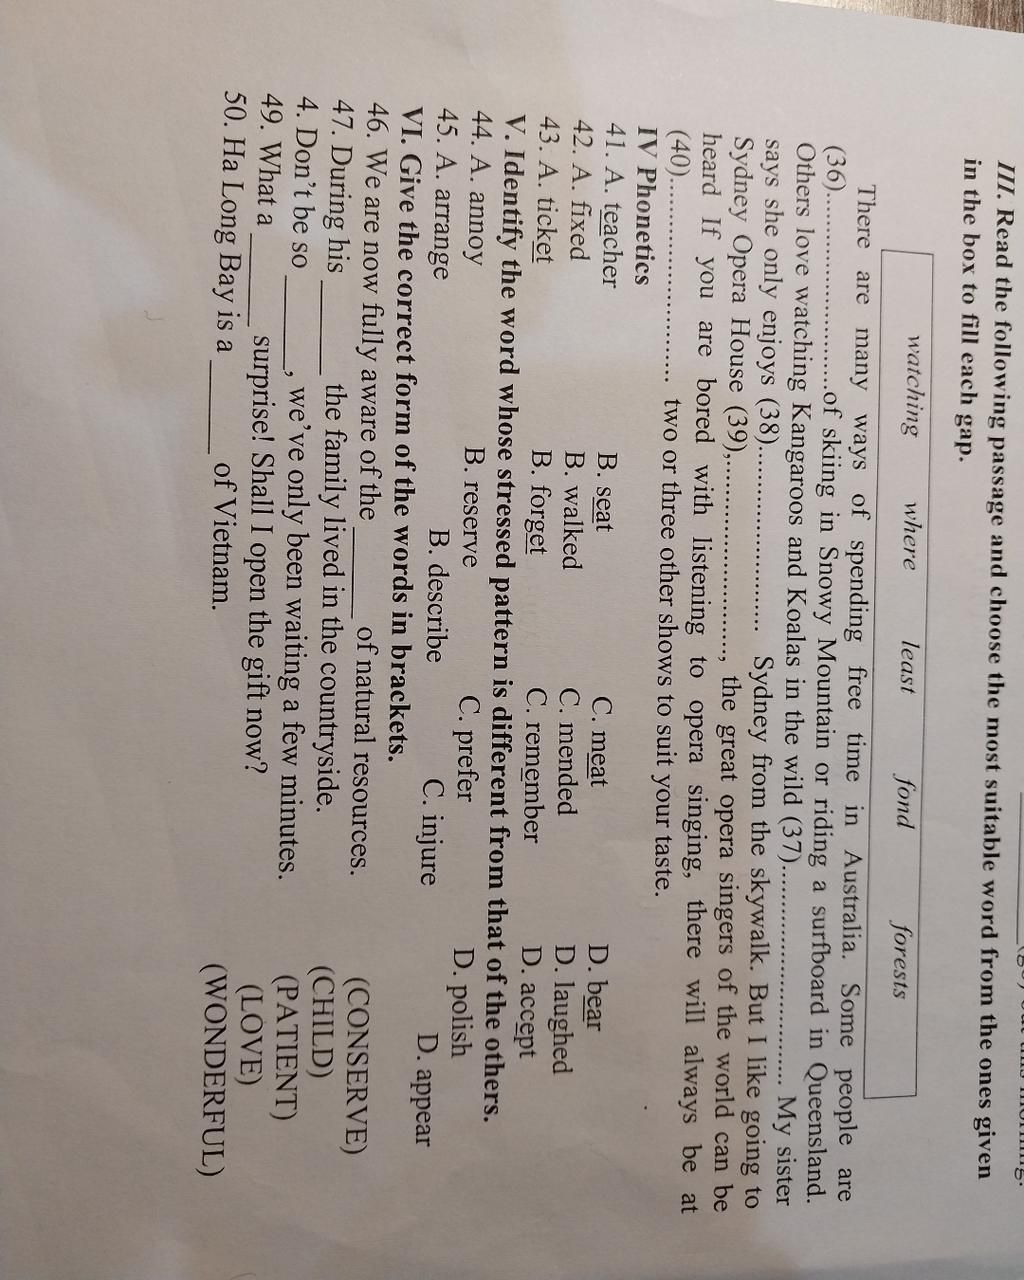 III. Read the following passage and choose the most suitable word from the ones given
in the box to fill each gap.
watching where least fond forests
There are many ways of spending free time in Australia. Some people are
(36)........................of skiing in Snowy Mountain or riding a surfboard in Queensland.
Others love watching Kangaroos and Koalas in the wild (37)................................. My sister
says she only enjoys (38)............................ Sydney from the skywalk. But I like going to
Sydney Opera House (39),............................, the great opera singers of the world can be
heard If you are bored with listening to opera singing, there will always be at
(40)............................... two or three other shows to suit your taste.
IV Phonetics
41. A. teacher B. seat C. meat D. bear
42. A. fixed B. walked C. mended D. laughed
43. A. ticket B. forget C. remember D. accept
V. Identify the word whose stressed pattern is different from that of the others.
44. A. annoy B. reserve C. prefer D. polish
45. A. arrange B. describe C. injure D. appear
VI. Give the correct form of the words in brackets.
46. We are now fully aware of the _______ of natural resources. (CONSERVE)
47. During his _______ the family lived in the countryside. (CHILD)
4. Don't be so _______, we've only been waiting a few minutes. (PATIENT)
49. What a _______ surprise! Shall I open the gift now? (LOVE)
50. Ha Long Bay is a _______ of Vietnam. (WONDERFUL)